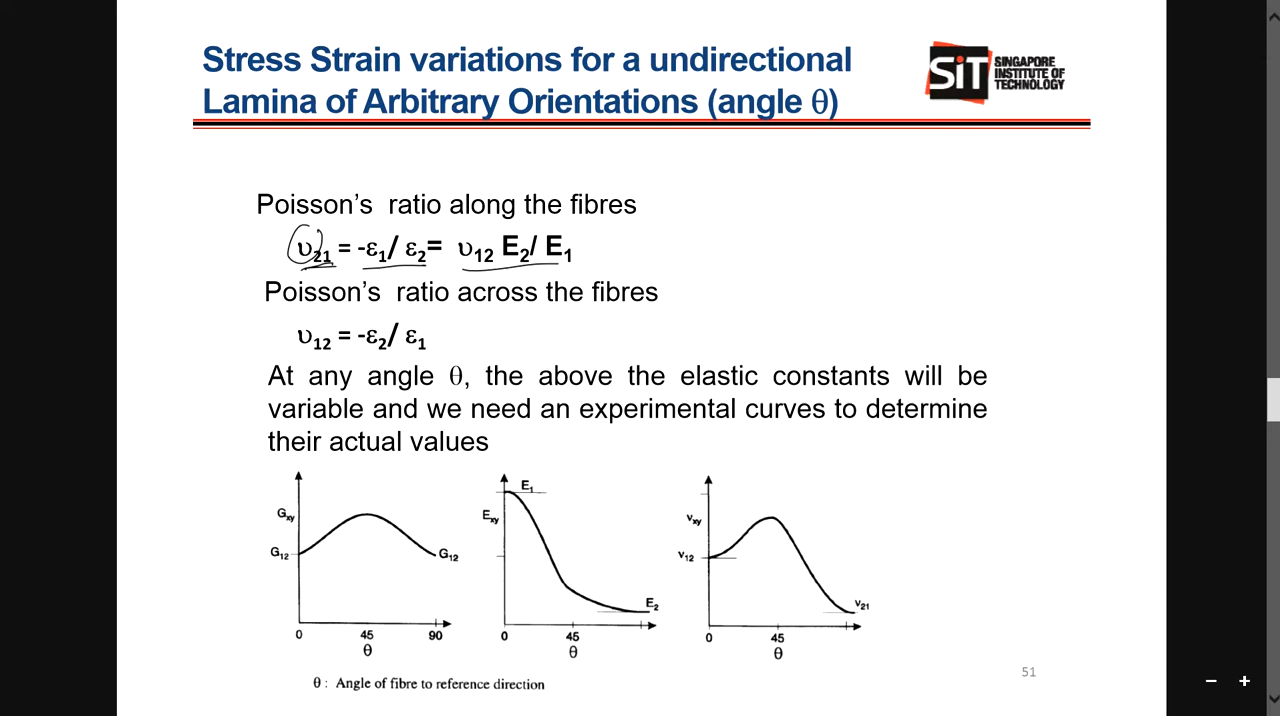 Stress Strain variations for a undirectional
Lamina of Arbitrary Orientations (angle θ)
SiT SINGAPORE
INSTITUTE OF
TECHNOLOGY
Poisson's ratio along the fibres
υ21 = -ε1/ ε2= υ12 E2/ E1
Poisson's ratio across the fibres
υ12 = -ε2/ ε1
At any angle θ, the above the elastic constants will be
variable and we need an experimental curves to determine
their actual values
Gxy
G12
G12
0 45 90
θ
E1
Exy
E2
0 45
θ
νxy
ν12
ν21
0 45
θ
θ : Angle of fibre to reference direction
51
− +